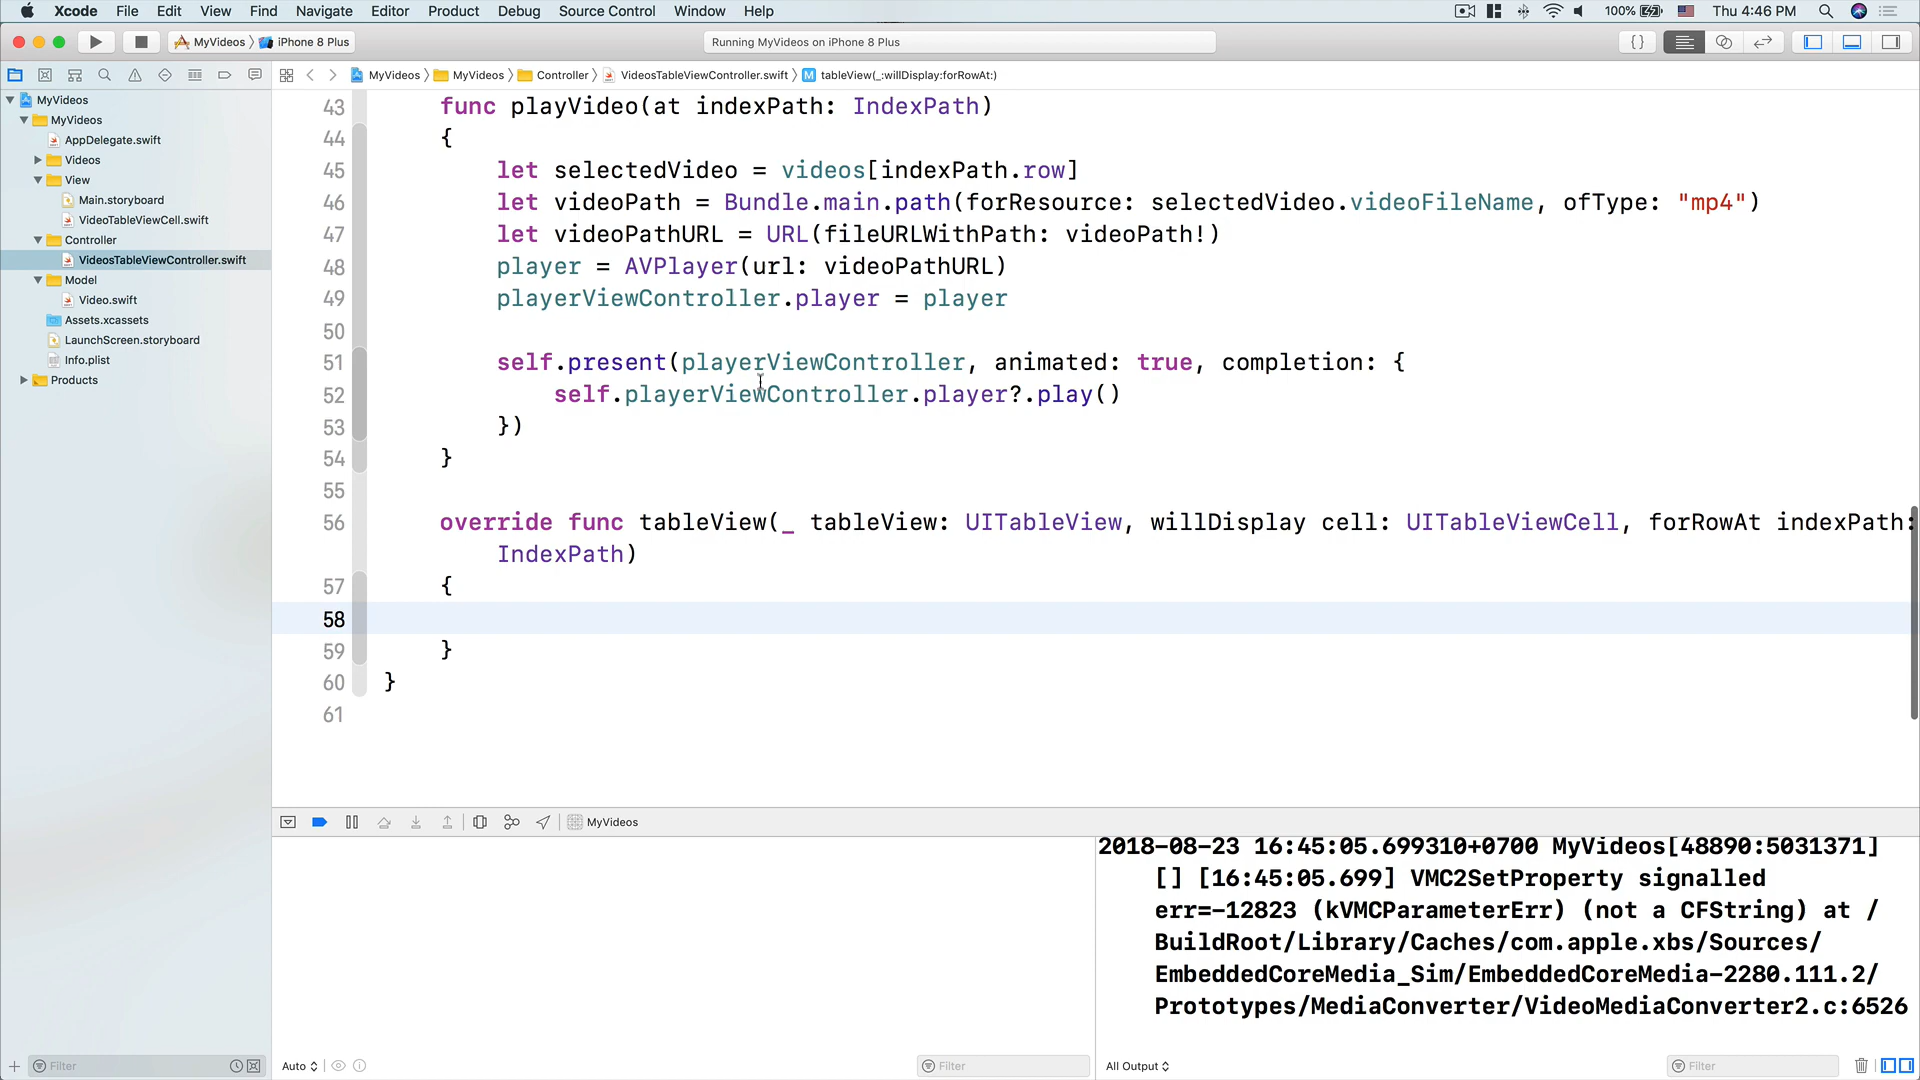 Xcode File Edit View Find Navigate Editor Product Debug Source Control Window Help 100% Thu 4:46 PM
MyVideos iPhone 8 Plus Running MyVideos on iPhone 8 Plus {}
MyVideos MyVideos Controller VideosTableViewController.swift M tableView(_:willDisplay:forRowAt:)
MyVideos
MyVideos
AppDelegate.swift
Videos
View
Main.storyboard
VideoTableViewCell.swift
Controller
VideosTableViewController.swift
Model
Video.swift
Assets.xcassets
LaunchScreen.storyboard
Info.plist
Products
43 func playVideo(at indexPath: IndexPath)
44 {
45 let selectedVideo = videos[indexPath.row]
46 let videoPath = Bundle.main.path(forResource: selectedVideo.videoFileName, ofType: "mp4")
47 let videoPathURL = URL(fileURLWithPath: videoPath!)
48 player = AVPlayer(url: videoPathURL)
49 playerViewController.player = player
50
51 self.present(playerViewController, animated: true, completion: {
52 self.playerViewController.player?.play()
53 })
54 }
55
56 override func tableView(_ tableView: UITableView, willDisplay cell: UITableViewCell, forRowAt indexPath:
IndexPath)
57 {
58
59 }
60 }
61
MyVideos
2018-08-23 16:45:05.699310+0700 MyVideos[48890:5031371]
[] [16:45:05.699] VMC2SetProperty signalled
err=-12823 (kVMCParameterErr) (not a CFString) at /
BuildRoot/Library/Caches/com.apple.xbs/Sources/
EmbeddedCoreMedia_Sim/EmbeddedCoreMedia-2280.111.2/
Prototypes/MediaConverter/VideoMediaConverter2.c:6526
Filter Auto Filter All Output Filter